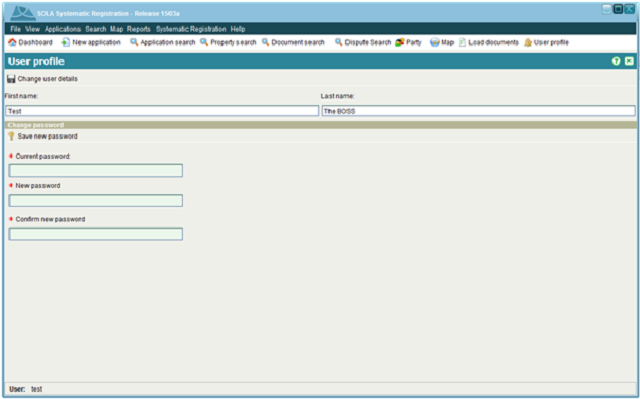 SOLA Systematic Registration - Release 1503a
File View Applications Search Map Reports Systematic Registration Help
Dashboard New application Application search Property search Document search Dispute Search Party Map Load documents User profile
User profile
Change user details
First name: Last name:
Test The BOSS
Change password
Save new password
Current password:
New password
Confirm new password
User: test